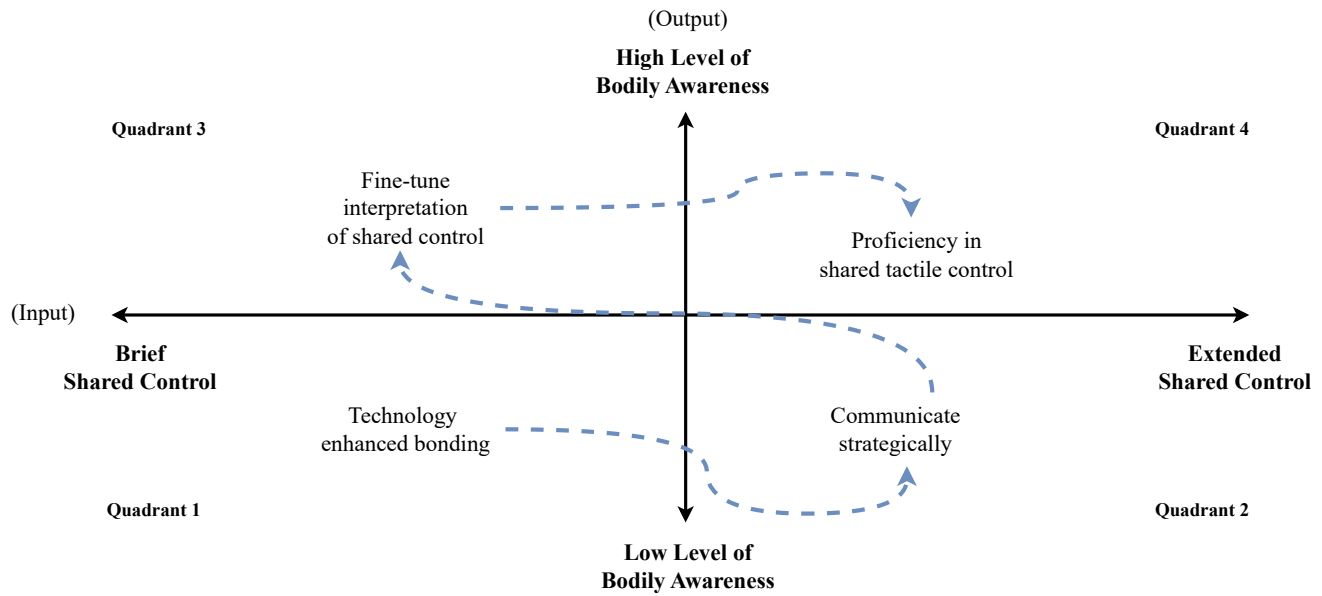 (Output)
High Level of
Bodily Awareness
Quadrant 3
Quadrant 4
Fine-tune
interpretation
of shared control
Proficiency in
shared tactile control
(Input)
Brief
Shared Control
Extended
Shared Control
Technology
enhanced bonding
Communicate
strategically
Quadrant 1
Quadrant 2
Low Level of
Bodily Awareness